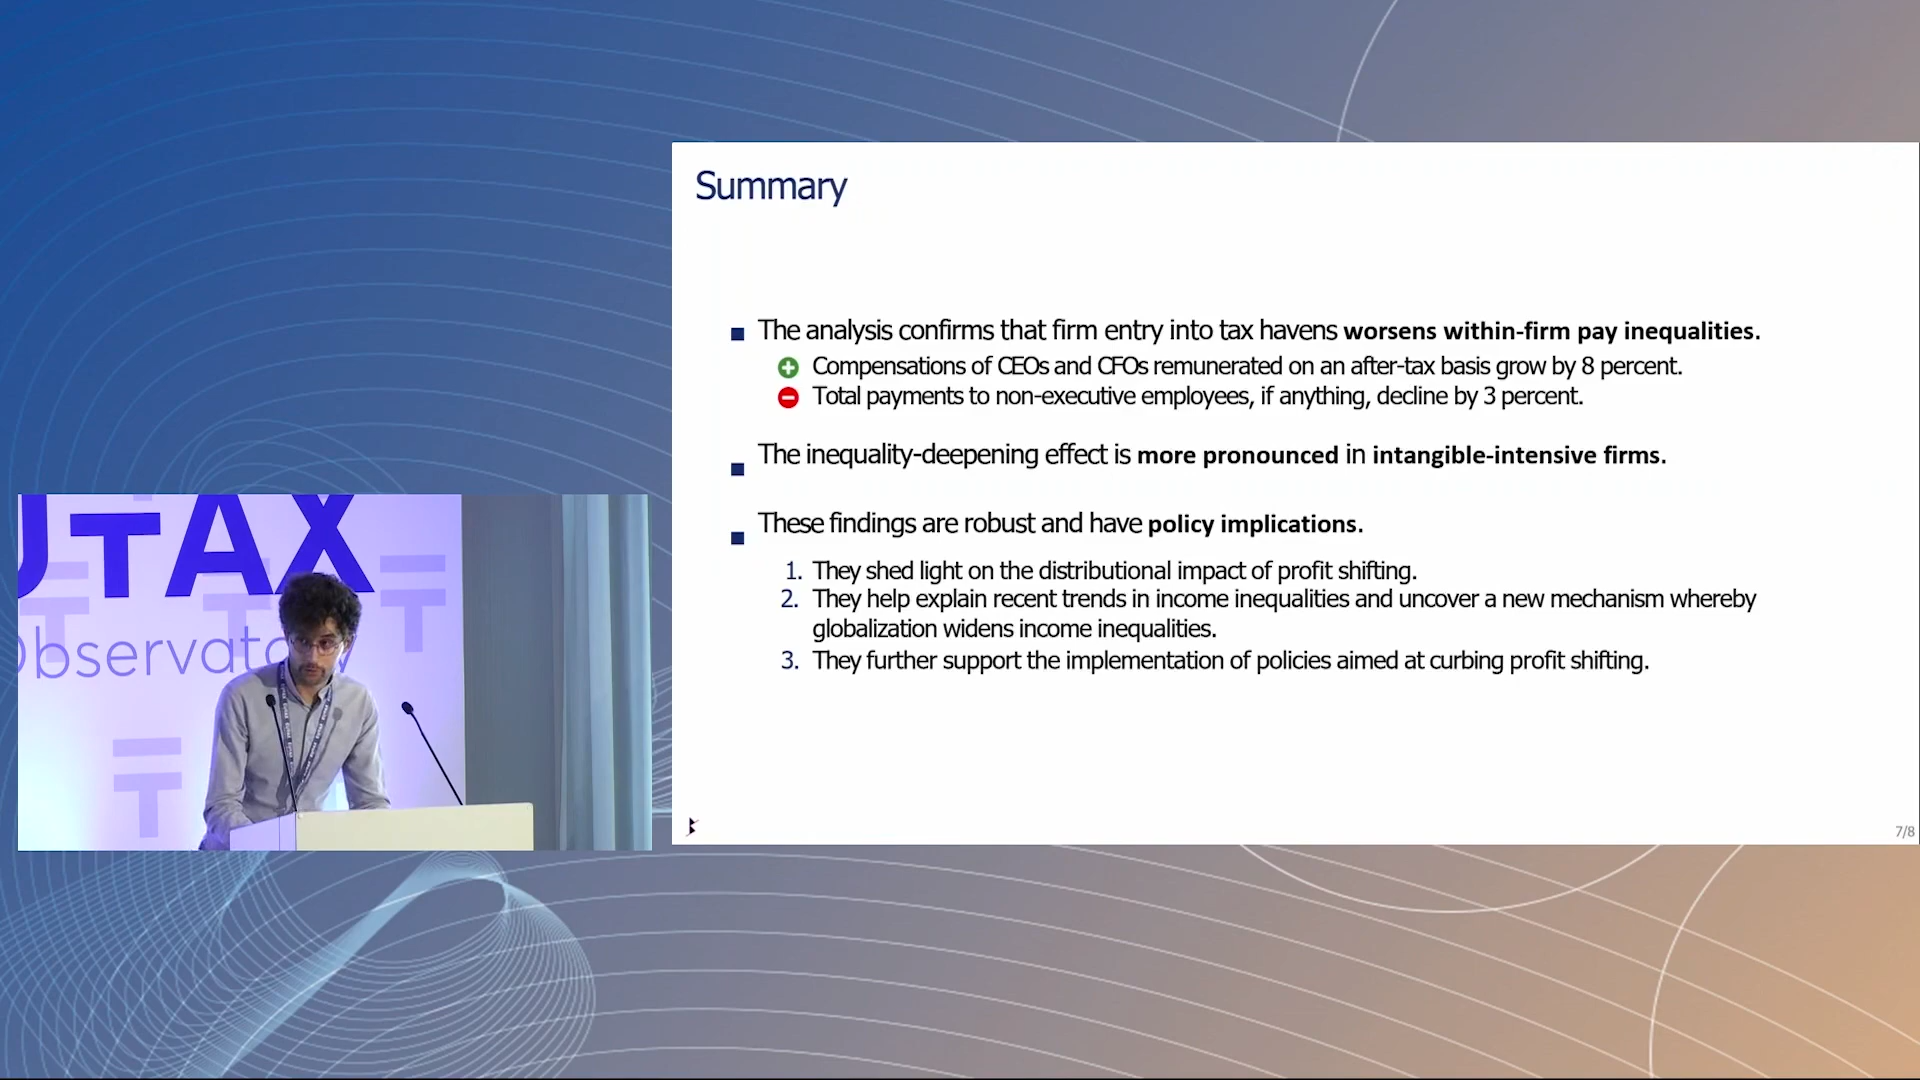 Summary
The analysis confirms that firm entry into tax havens worsens within-firm pay inequalities.
Compensations of CEOs and CFOs remunerated on an after-tax basis grow by 8 percent.
Total payments to non-executive employees, if anything, decline by 3 percent.
The inequality-deepening effect is more pronounced in intangible-intensive firms.
These findings are robust and have policy implications.
1. They shed light on the distributional impact of profit shifting.
2. They help explain recent trends in income inequalities and uncover a new mechanism whereby
globalization widens income inequalities.
3. They further support the implementation of policies aimed at curbing profit shifting.
7/8
UTAX
Observatory